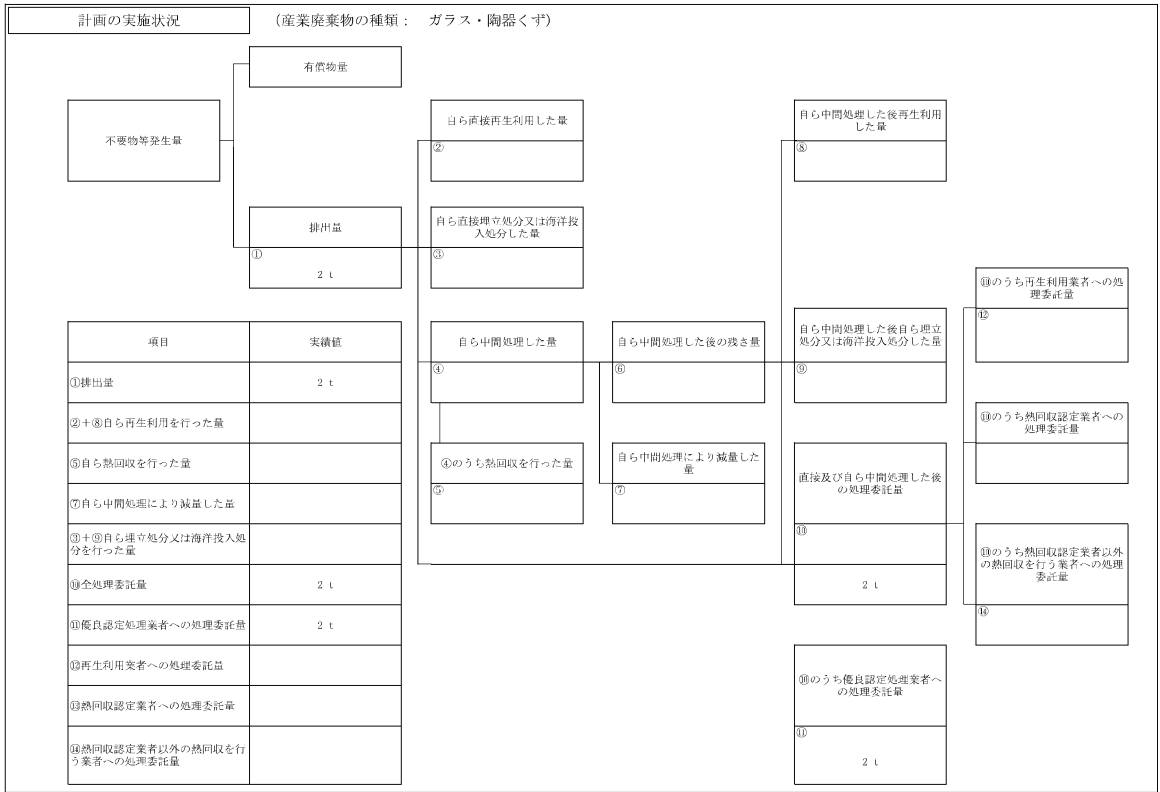 計画の実施状況
(産業廃棄物の種類： ガラス・陶器くず)
有償物量
不要物等発生量
自ら直接再生利用した量
②
自ら中間処理した後再生利用
した量
⑧
排出量
①
2 t
自ら直接埋立処分又は海洋投
入処分した量
③
⑩のうち再生利用業者への処
理委託量
⑫
項目
実績値
①排出量
2 t
②＋⑧自ら再生利用を行った量
⑤自ら熱回収を行った量
⑦自ら中間処理により減量した量
③＋⑨自ら埋立処分又は海洋投入処
分を行った量
⑩全処理委託量
2 t
⑪優良認定処理業者への処理委託量
2 t
⑫再生利用業者への処理委託量
⑬熱回収認定業者への処理委託量
⑭熱回収認定業者以外の熱回収を行
う業者への処理委託量
自ら中間処理した量
④
自ら中間処理した後の残さ量
⑥
自ら中間処理した後自ら埋立
処分又は海洋投入処分した量
⑨
⑩のうち熱回収認定業者への
処理委託量
④のうち熱回収を行った量
⑤
自ら中間処理により減量した
量
⑦
直接及び自ら中間処理した後
の処理委託量
⑩
2 t
⑩のうち熱回収認定業者以外
の熱回収を行う業者への処理
委託量
⑭
⑩のうち優良認定処理業者へ
の処理委託量
⑪
2 t